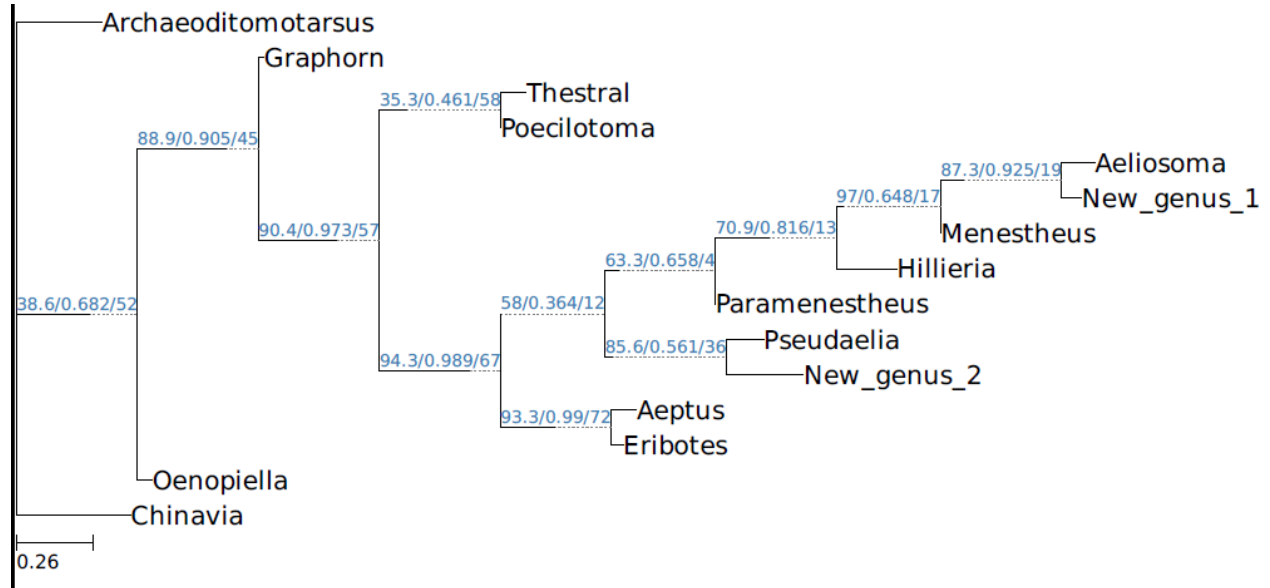 Archaeoditomotarsus
Graphorn
35.3/0.461/58
Thestral
Poecilotoma
88.9/0.905/45
87.3/0.925/19
Aeliosoma
New_genus_1
97/0.648/17
Menestheus
70.9/0.816/13
90.4/0.973/57
63.3/0.658/4
Hillieria
38.6/0.682/52
58/0.364/12
Paramenestheus
85.6/0.561/36
Pseudaelia
94.3/0.989/67
New_genus_2
93.3/0.99/72
Aeptus
Eribotes
Oenopiella
Chinavia
0.26